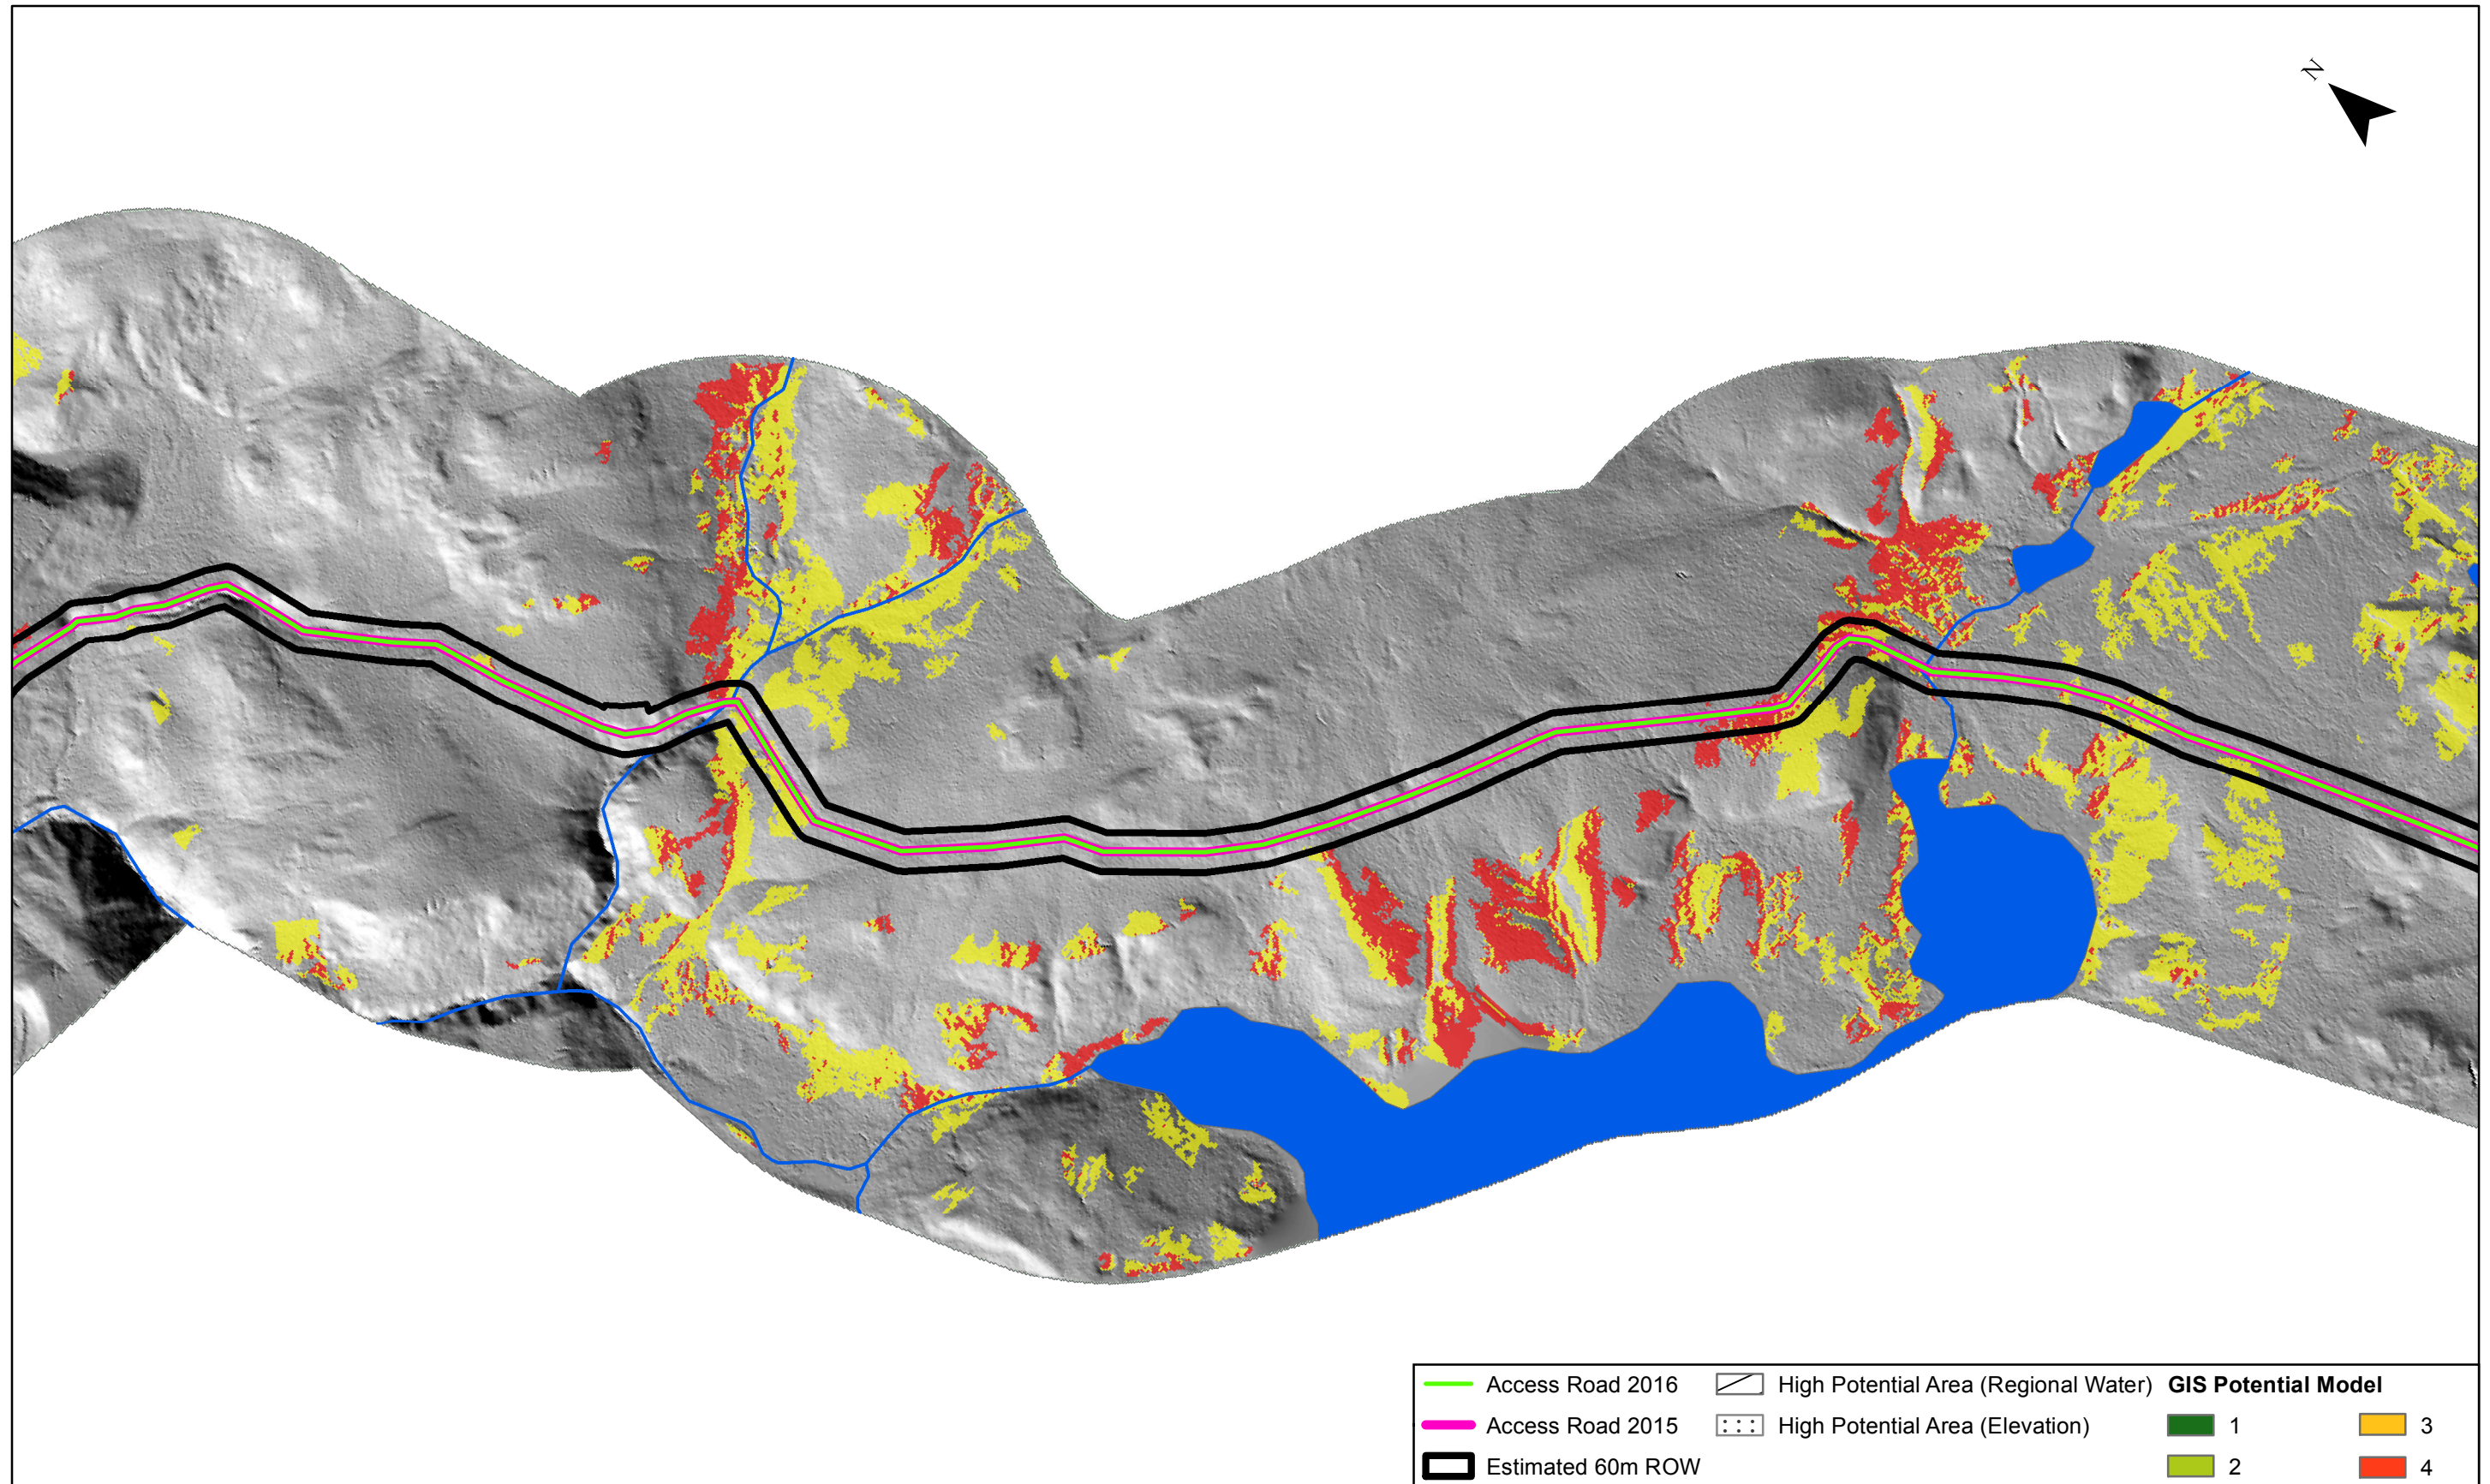 N
Access Road 2016
High Potential Area (Regional Water)
GIS Potential Model
Access Road 2015
High Potential Area (Elevation)
1
3
Estimated 60m ROW
2
4